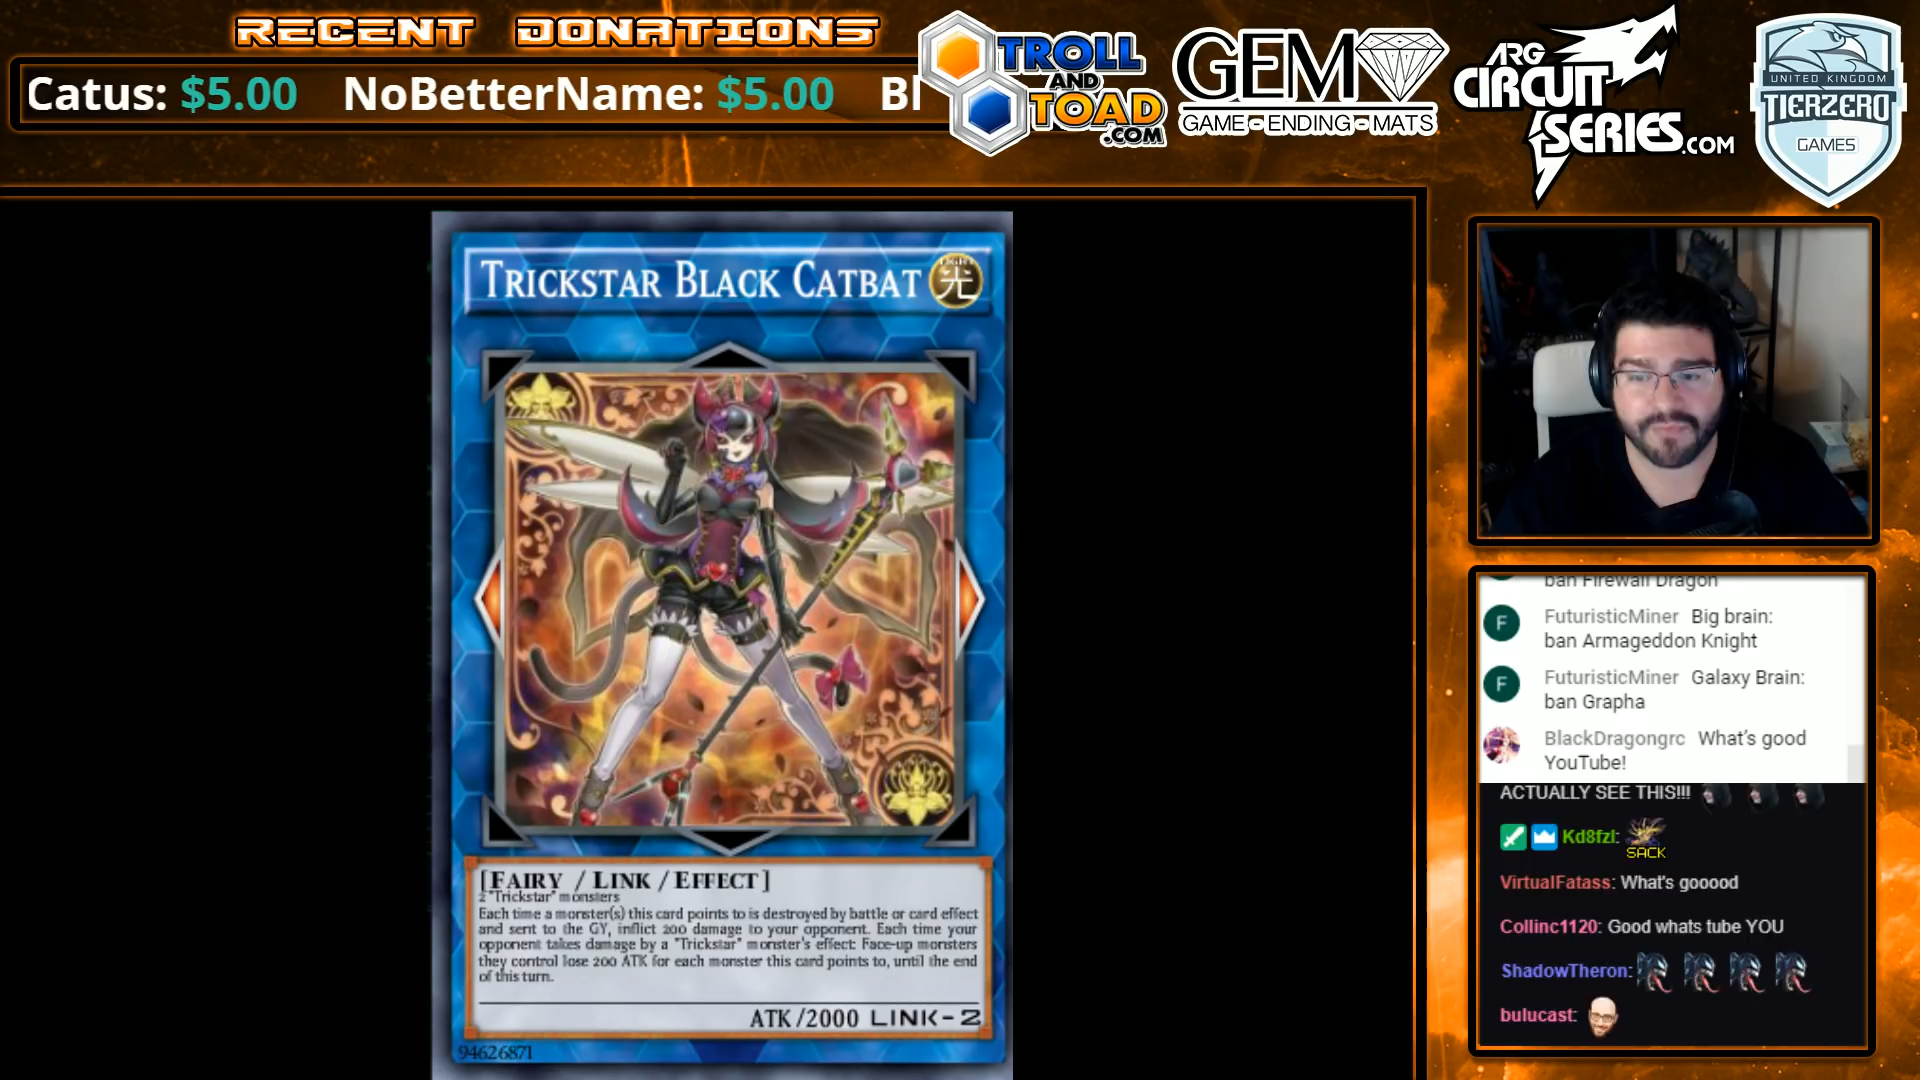 RECENT DONATIONS
Catus: $5.00 NoBetterName: $5.00 Bl
TROLL
AND
TOAD
.COM
GEM
GAME - ENDING - MATS
ARG
CIRCUIT
SERIES.COM
UNITED KINGDOM
TIERZERO
GAMES
TRICKSTAR BLACK CATBAT
LIGHT
光
[FAIRY / LINK / EFFECT]
2 "Trickstar" monsters
Each time a monster(s) this card points to is destroyed by battle or card effect
and sent to the GY, inflict 200 damage to your opponent. Each time your
opponent takes damage by a "Trickstar" monster's effect: Face-up monsters
they control lose 200 ATK for each monster this card points to, until the end
of this turn.
ATK/2000 LINK-2
94626871
ban Firewall Dragon
F FuturisticMiner Big brain:
ban Armageddon Knight
F FuturisticMiner Galaxy Brain:
ban Grapha
BlackDragongrc What's good
YouTube!
ACTUALLY SEE THIS!!!
Kd8fzl: SACK
VirtualFatass: What's gooood
Collinc1120: Good whats tube YOU
ShadowTheron:
bulucast: